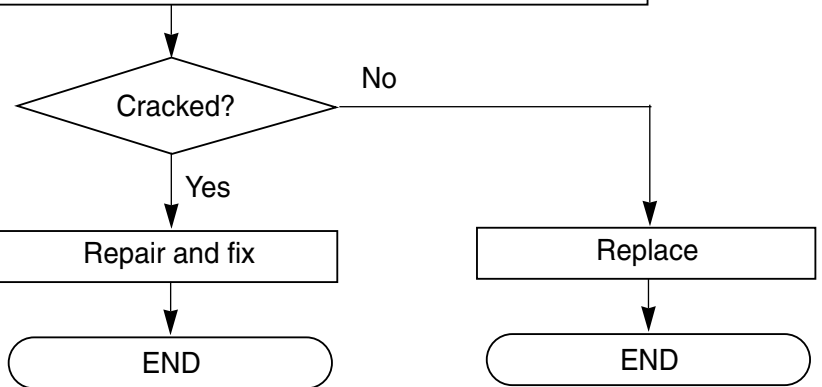 No
Cracked?
Yes
Repair and fix
Replace
END
END